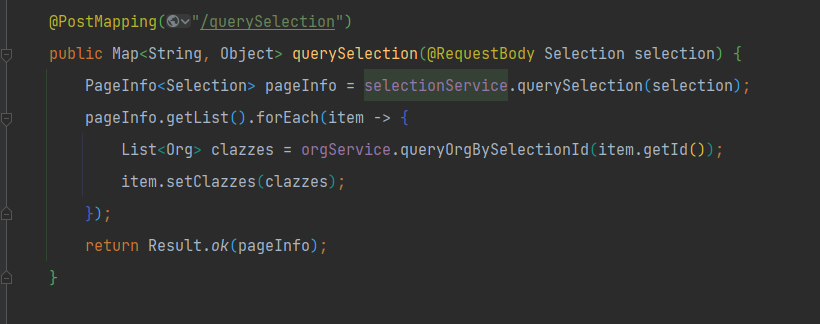 @PostMapping("/querySelection")
public Map<String, Object> querySelection(@RequestBody Selection selection) {
PageInfo<Selection> pageInfo = selectionService.querySelection(selection);
pageInfo.getList().forEach(item -> {
List<Org> clazzes = orgService.queryOrgBySelectionId(item.getId());
item.setClazzes(clazzes);
});
return Result.ok(pageInfo);
}